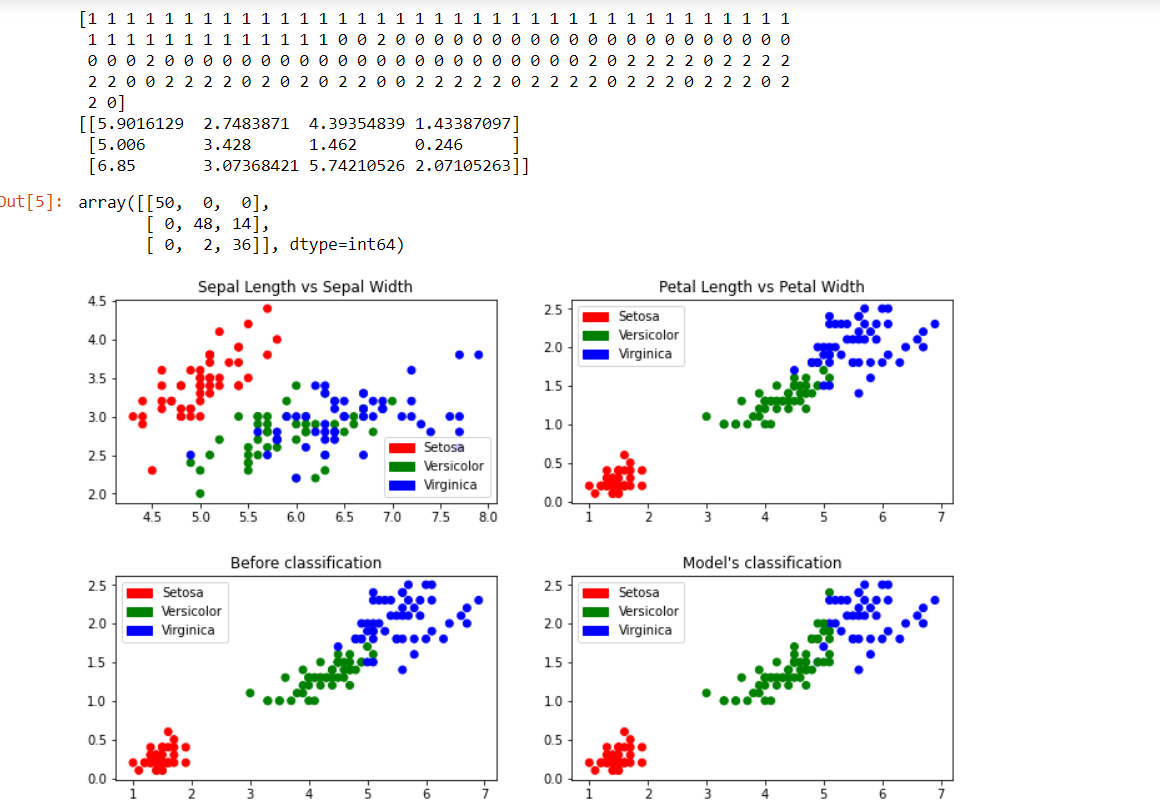 [1 1 1 1 1 1 1 1 1 1 1 1 1 1 1 1 1 1 1 1 1 1 1 1 1 1 1 1 1 1 1 1 1 1 1 1 1
1 1 1 1 1 1 1 1 1 1 1 1 1 0 0 2 0 0 0 0 0 0 0 0 0 0 0 0 0 0 0 0 0 0 0 0 0
0 0 0 2 0 0 0 0 0 0 0 0 0 0 0 0 0 0 0 0 0 0 0 0 0 0 2 0 2 2 2 2 0 2 2 2 2
2 2 0 0 2 2 2 2 0 2 0 2 0 2 2 0 0 2 2 2 2 2 0 2 2 2 2 0 2 2 2 0 2 2 2 0 2
2 0]
[[5.9016129 2.7483871 4.39354839 1.43387097]
[5.006 3.428 1.462 0.246 ]
[6.85 3.07368421 5.74210526 2.07105263]]
Out[5]: array([[50, 0, 0],
[ 0, 48, 14],
[ 0, 2, 36]], dtype=int64)
Sepal Length vs Sepal Width
4.5
4.0
3.5
3.0
2.5
2.0
Setosa
Versicolor
Virginica
4.5 5.0 5.5 6.0 6.5 7.0 7.5 8.0
Petal Length vs Petal Width
Setosa
Versicolor
Virginica
2.5
2.0
1.5
1.0
0.5
0.0
1 2 3 4 5 6 7
Before classification
Setosa
Versicolor
Virginica
2.5
2.0
1.5
1.0
0.5
0.0
1 2 3 4 5 6 7
Model's classification
Setosa
Versicolor
Virginica
2.5
2.0
1.5
1.0
0.5
0.0
1 2 3 4 5 6 7